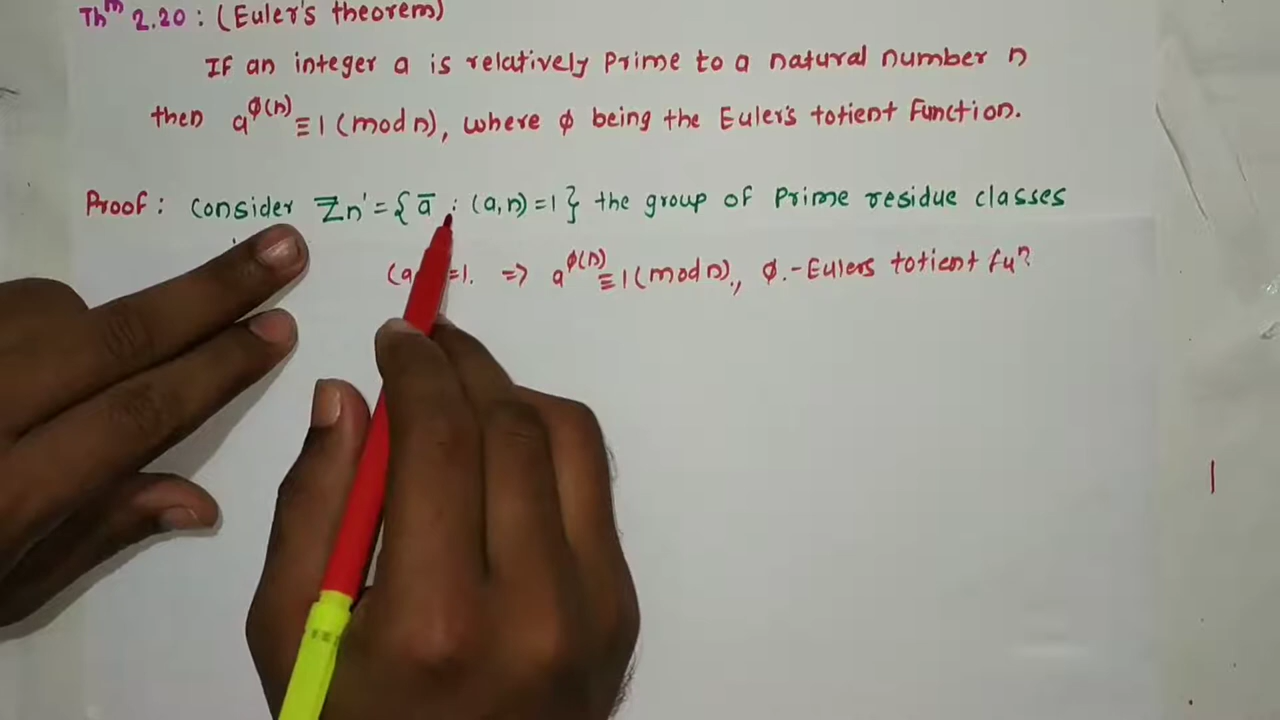 Thm 2.20 : (Euler's theorem)
If an integer a is relatively Prime to a natural number n
then a^φ(n) ≡ 1 (mod n), where φ being the Euler's totient Function.
Proof : consider Zn' = { ā : (a, n) = 1 } the group of Prime residue classes
(a =1. => a^φ(n) ≡ 1 (mod n)., φ.-Eulers totient fun